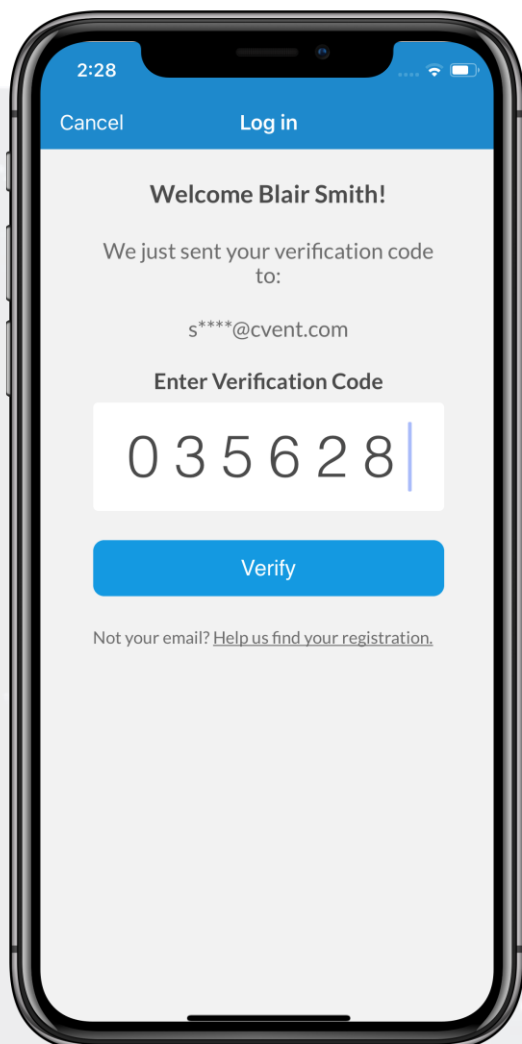 2:28
Cancel Log in
Welcome Blair Smith!
We just sent your verification code
to:
s****@cvent.com
Enter Verification Code
035628
Verify
Not your email? Help us find your registration.